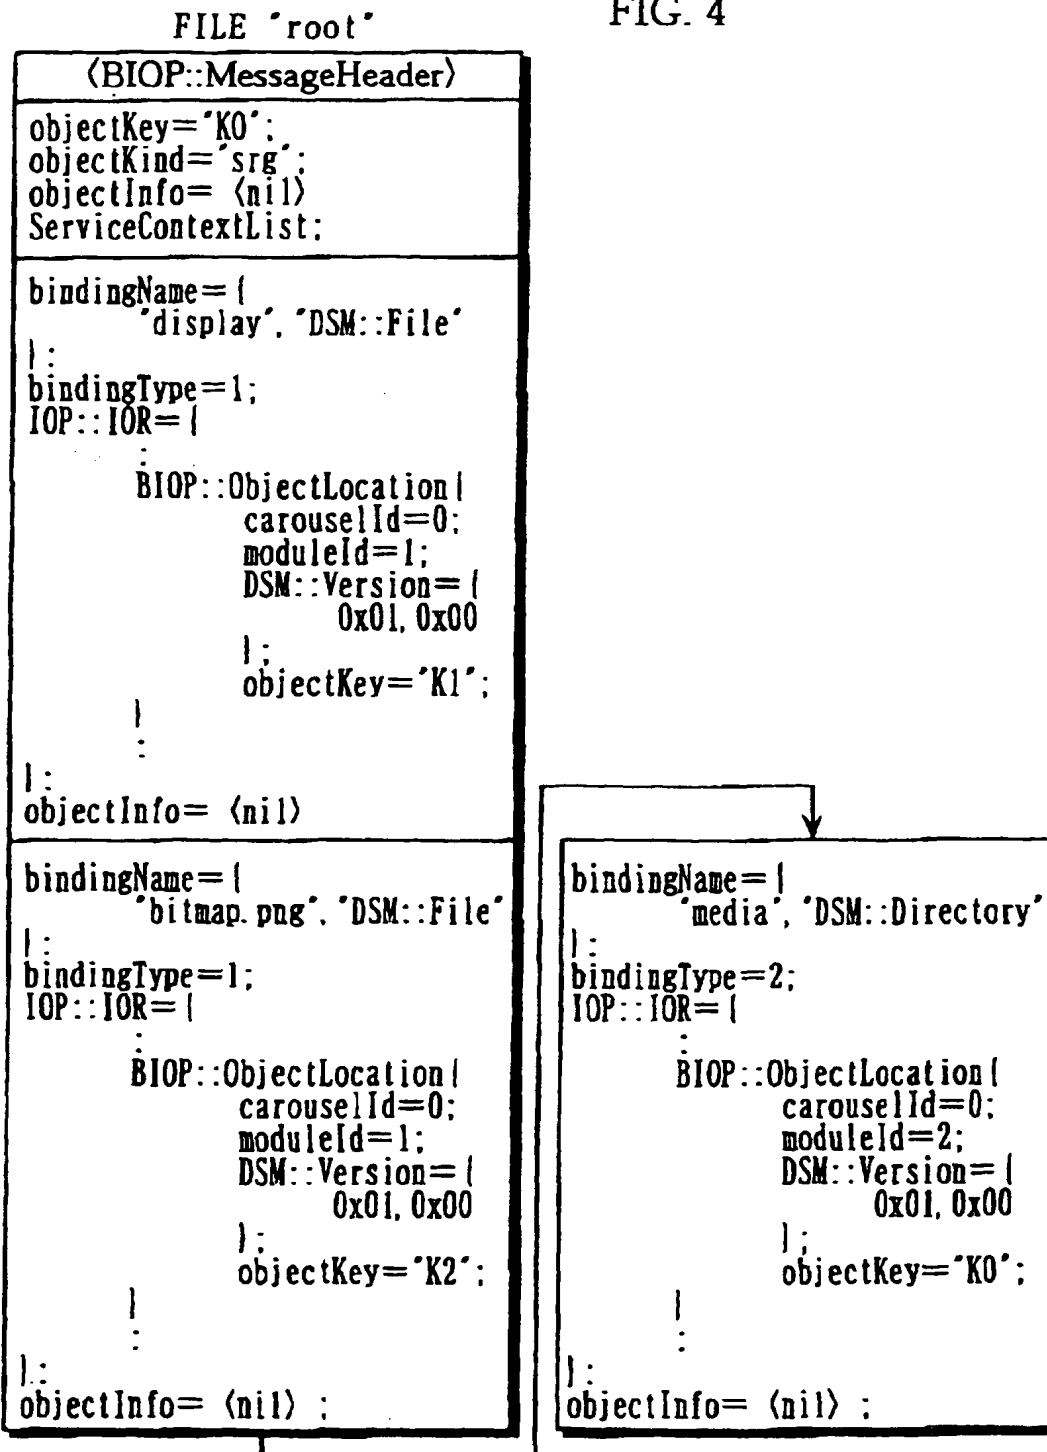 FIG. 4
FILE "root"
〈BIOP::MessageHeader〉
objectKey="K0";
objectKind="srg";
objectInfo= 〈nil〉
ServiceContextList;
bindingName={
"display", "DSM::File"
};
bindingType=1;
IOP::IOR={
:
BIOP::ObjectLocation{
carouselId=0;
moduleId=1;
DSM::Version={
0x01, 0x00
};
objectKey="K1";
}
:
};
objectInfo= 〈nil〉
bindingName={
"bitmap.png", "DSM::File"
};
bindingType=1;
IOP::IOR={
:
BIOP::ObjectLocation{
carouselId=0;
moduleId=1;
DSM::Version={
0x01, 0x00
};
objectKey="K2";
}
:
};
objectInfo= 〈nil〉 ;
bindingName={
"media", "DSM::Directory"
};
bindingType=2;
IOP::IOR={
:
BIOP::ObjectLocation{
carouselId=0;
moduleId=2;
DSM::Version={
0x01, 0x00
};
objectKey="K0";
}
:
};
objectInfo= 〈nil〉 ;